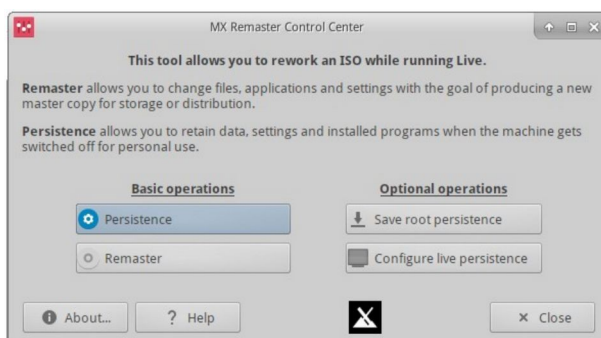 MX Remaster Control Center
This tool allows you to rework an ISO while running Live.
Remaster allows you to change files, applications and settings with the goal of producing a new
master copy for storage or distribution.
Persistence allows you to retain data, settings and installed programs when the machine gets
switched off for personal use.
Basic operations
Optional operations
Persistence
Save root persistence
Remaster
Configure live persistence
About...
? Help
Close